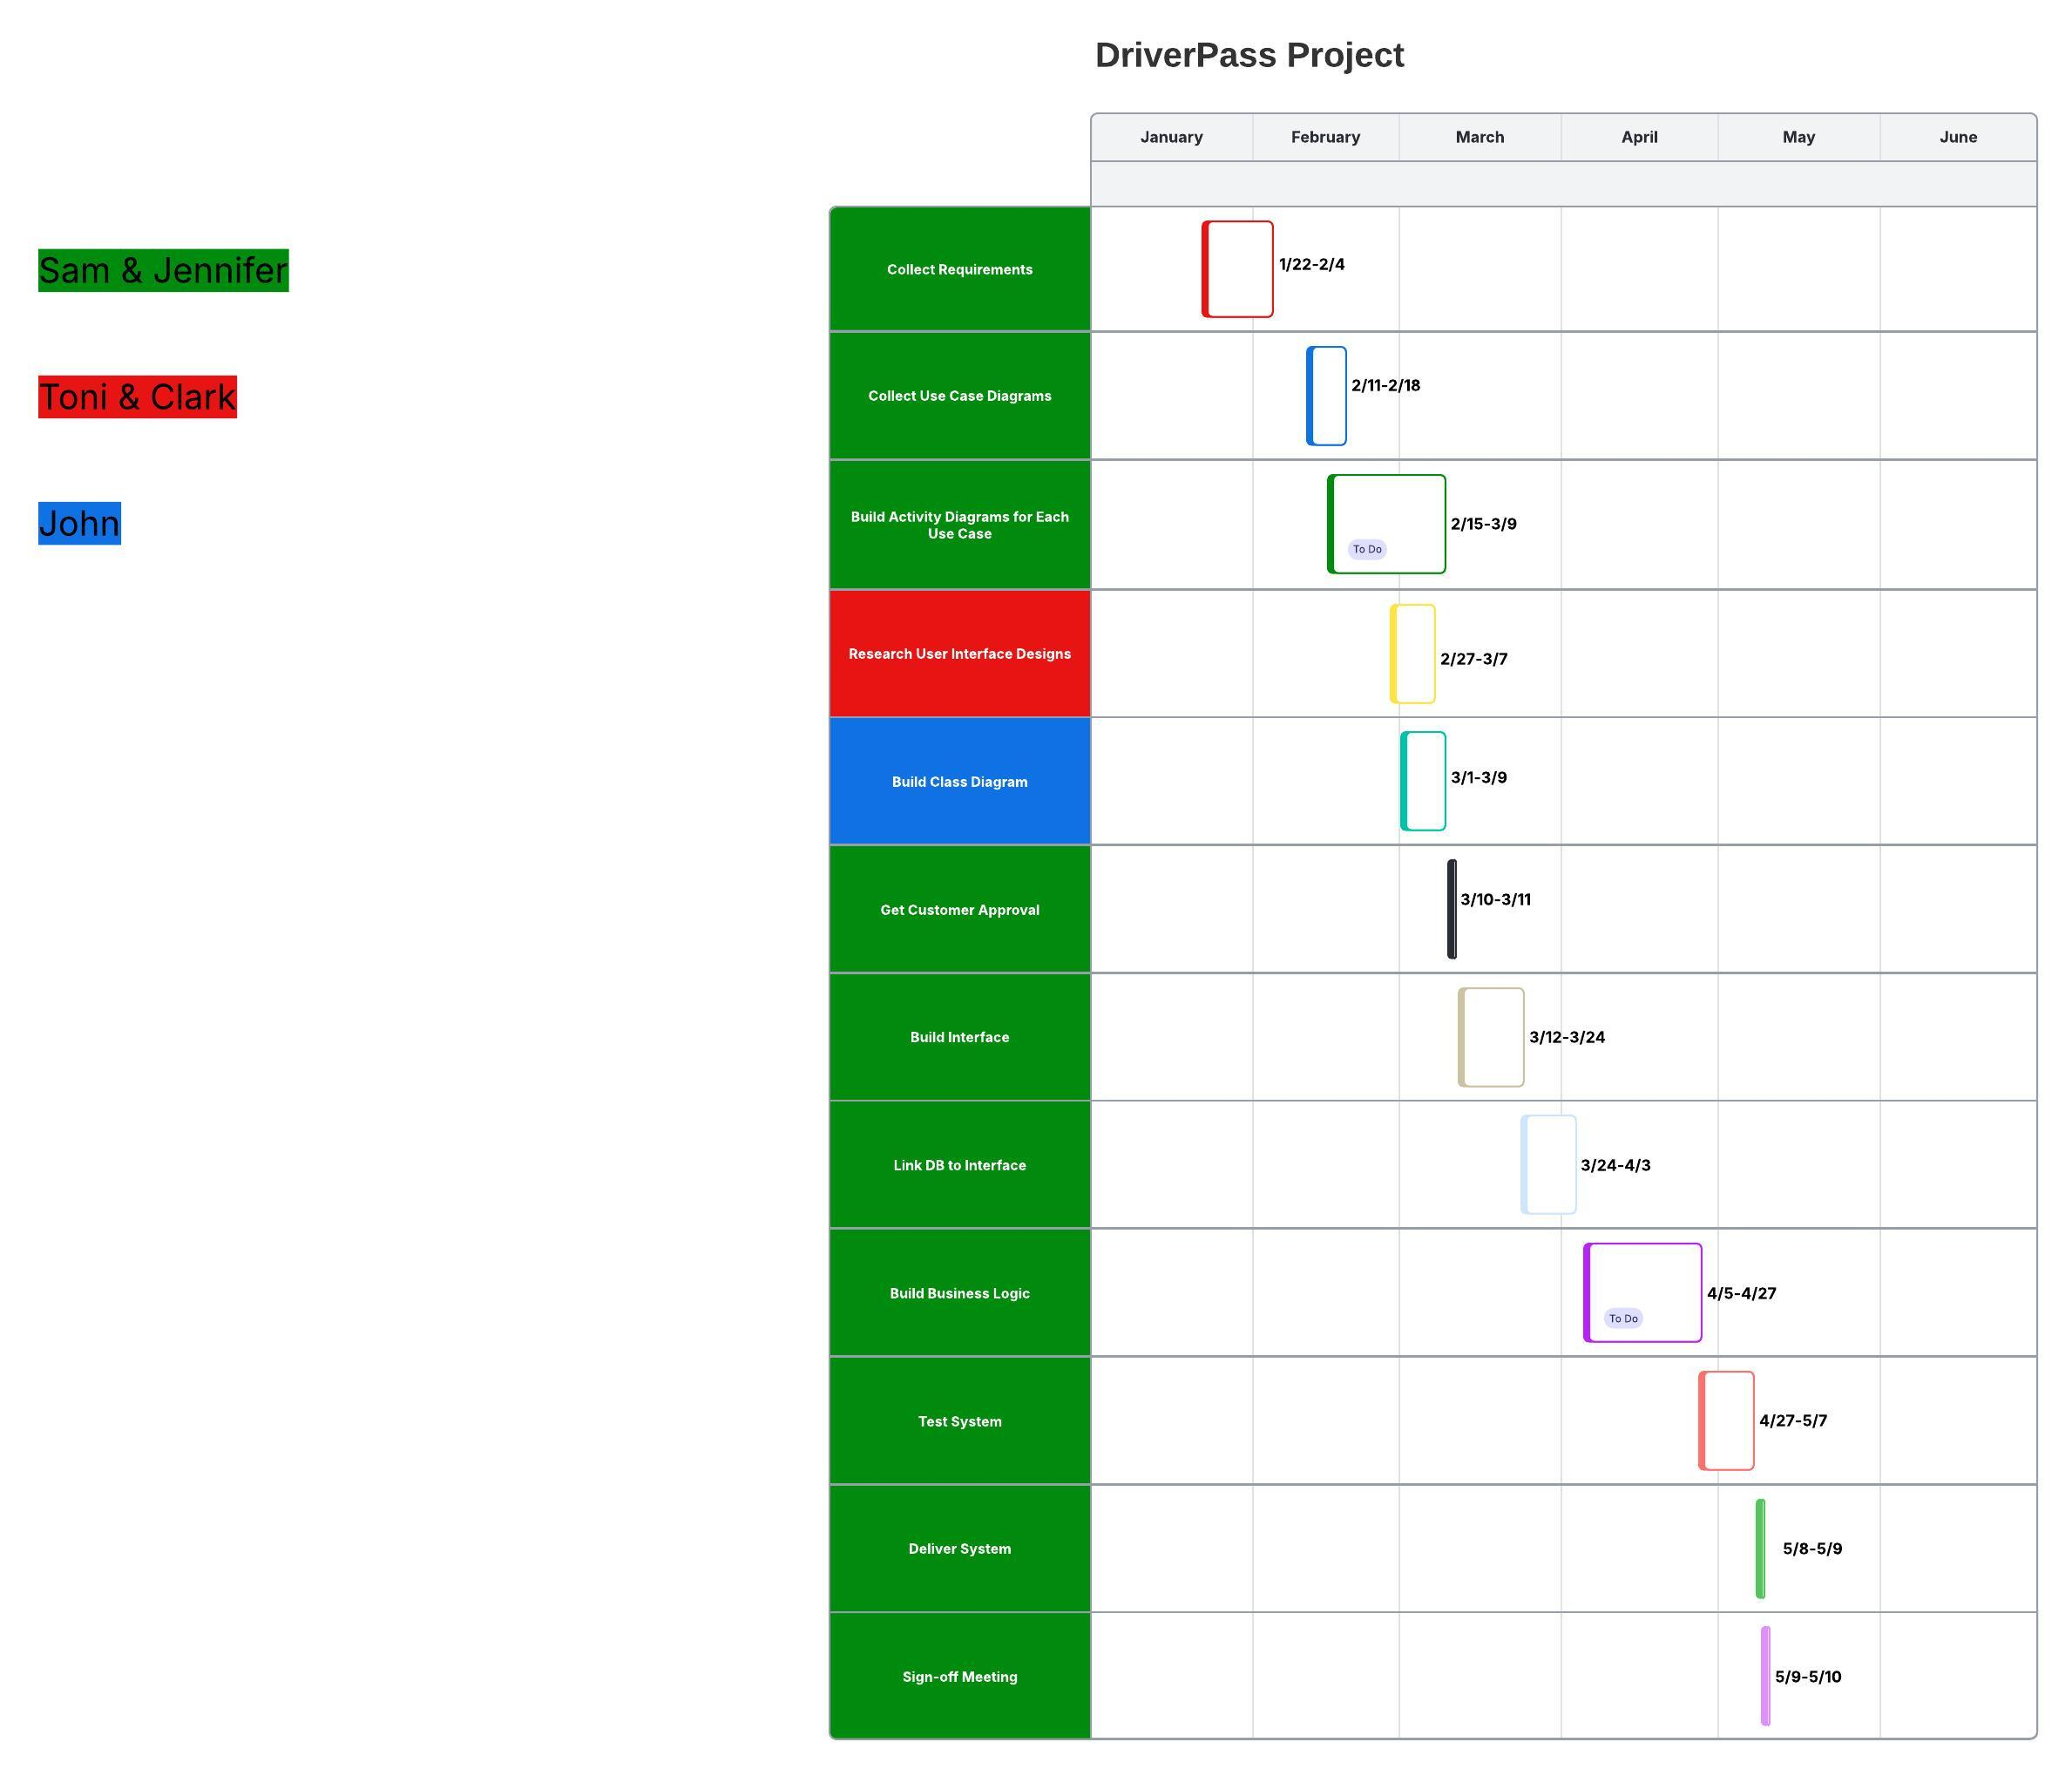 DriverPass Project
January
February
March
April
May
June
Sam & Jennifer
Toni & Clark
John
Collect Requirements
1/22-2/4
Collect Use Case Diagrams
2/11-2/18
Build Activity Diagrams for Each
Use Case
To Do
2/15-3/9
Research User Interface Designs
2/27-3/7
Build Class Diagram
3/1-3/9
Get Customer Approval
3/10-3/11
Build Interface
3/12-3/24
Link DB to Interface
3/24-4/3
Build Business Logic
To Do
4/5-4/27
Test System
4/27-5/7
Deliver System
5/8-5/9
Sign-off Meeting
5/9-5/10